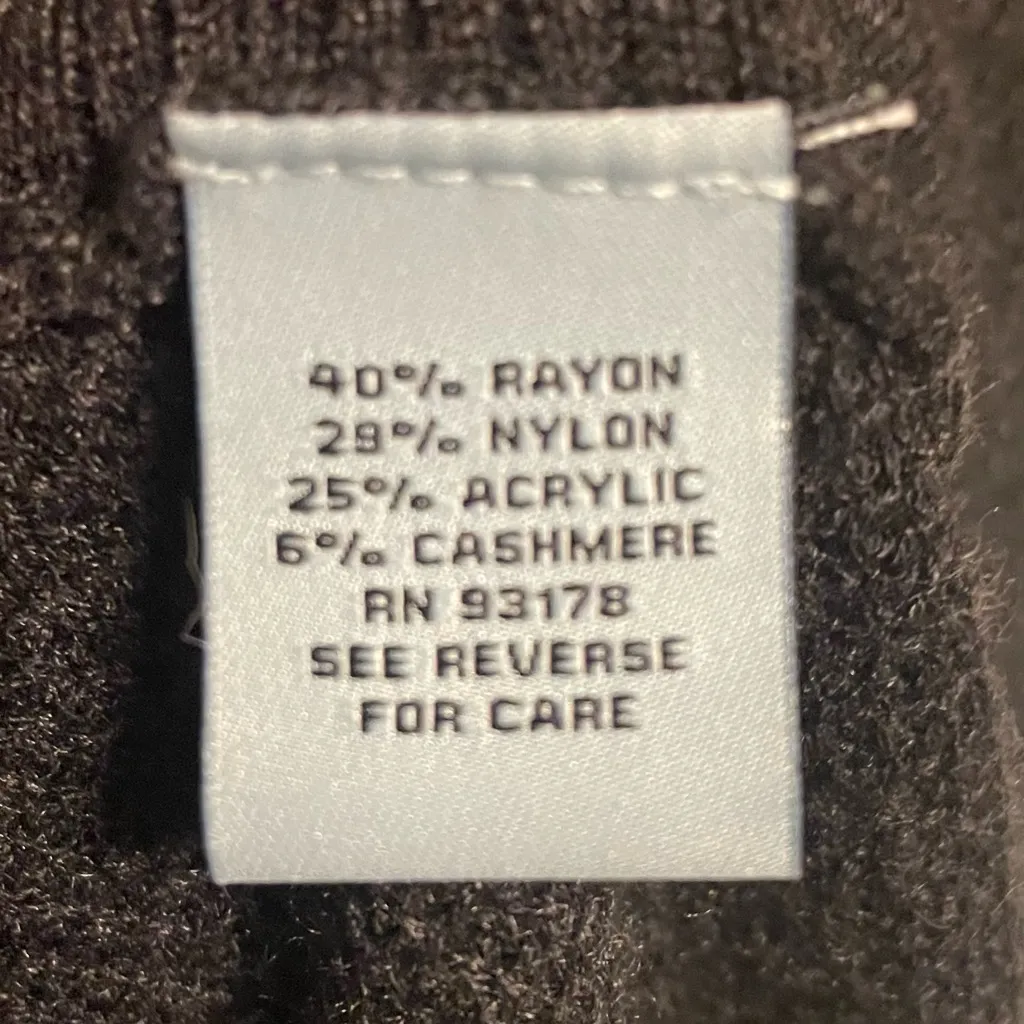 40% RAYON
29% NYLON
25% ACRYLIC
6% CASHMERE
RN 93178
SEE REVERSE
FOR CARE